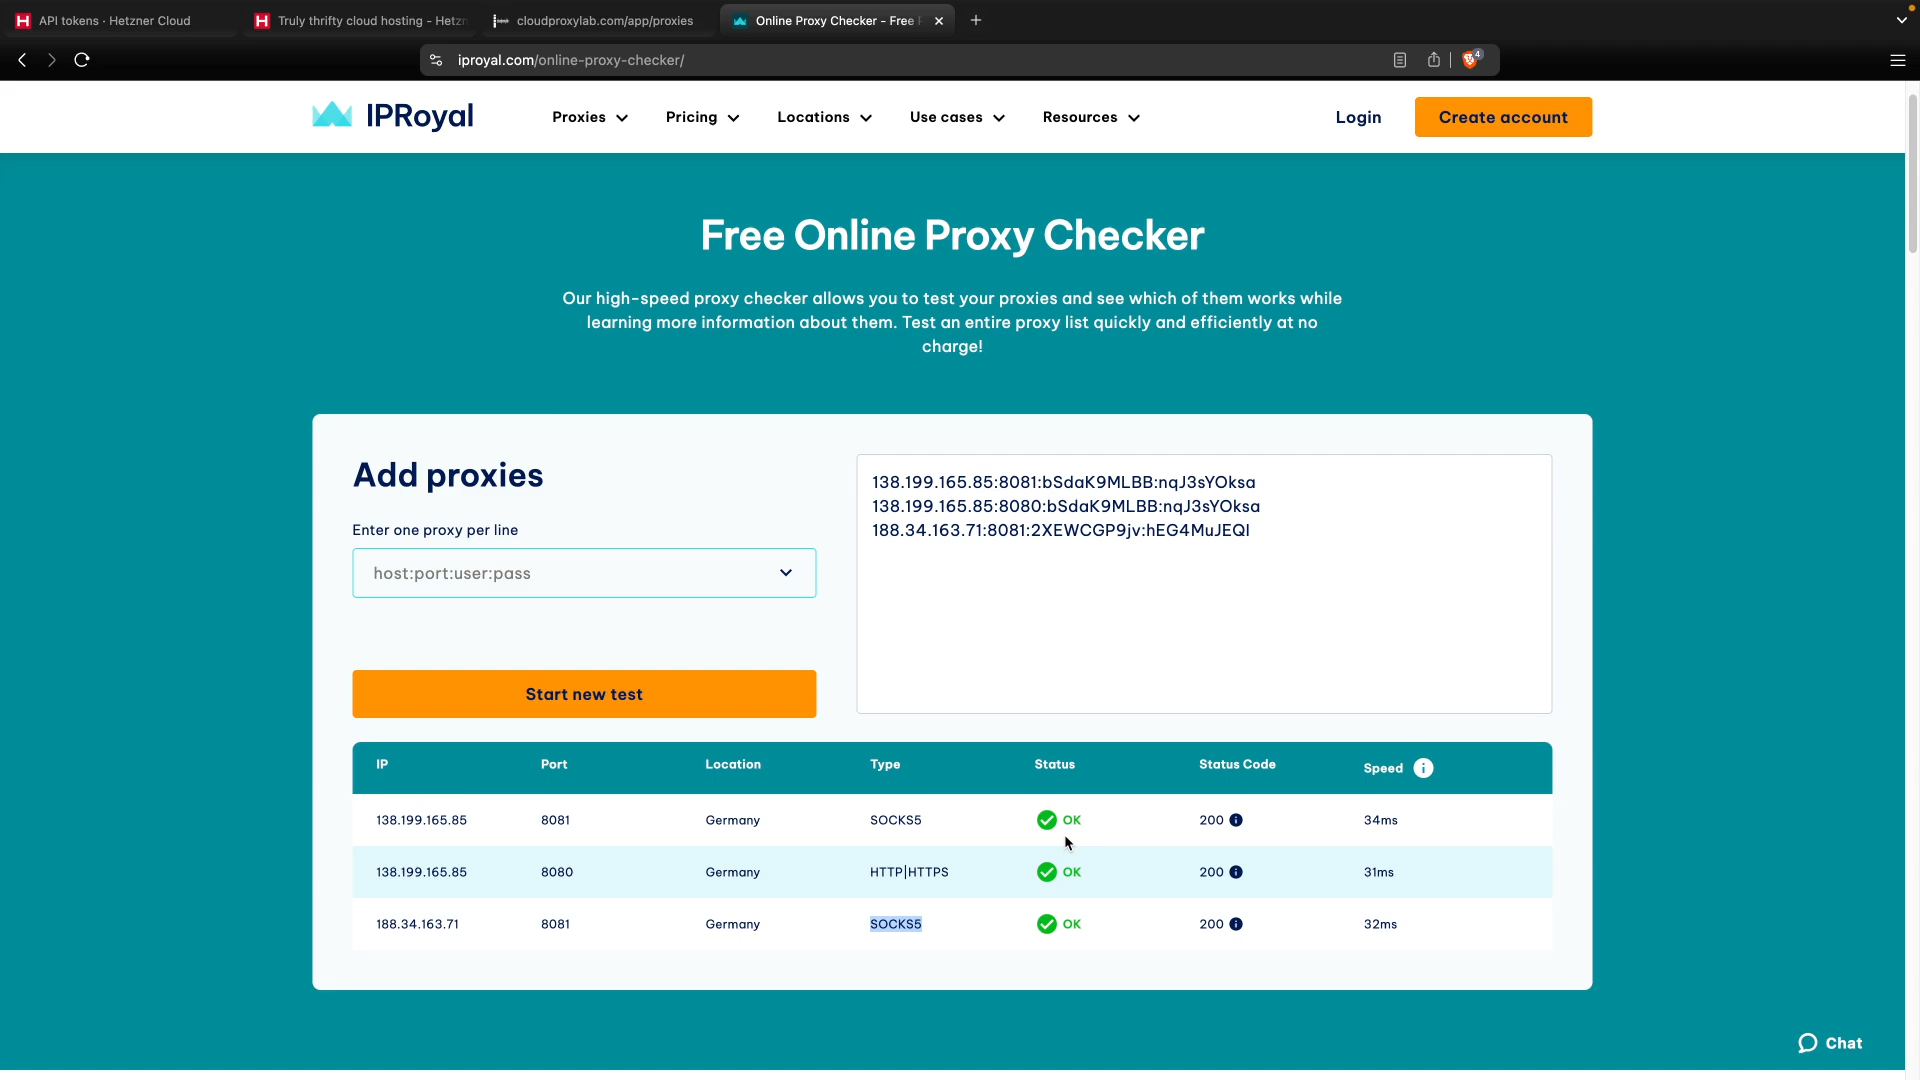 API tokens · Hetzner Cloud
Truly thrifty cloud hosting - Hetzn
cloudproxylab.com/app/proxies
Online Proxy Checker - Free
iproyal.com/online-proxy-checker/
4
IPRoyal
Proxies
Pricing
Locations
Use cases
Resources
Login
Create account
Free Online Proxy Checker
Our high-speed proxy checker allows you to test your proxies and see which of them works while
learning more information about them. Test an entire proxy list quickly and efficiently at no
charge!
Add proxies
Enter one proxy per line
host:port:user:pass
Start new test
138.199.165.85:8081:bSdaK9MLBB:nqJ3sYOksa
138.199.165.85:8080:bSdaK9MLBB:nqJ3sYOksa
188.34.163.71:8081:2XEWCGP9jv:hEG4MuJEQI
IP Port Location Type Status Status Code Speed
138.199.165.85 8081 Germany SOCKS5 OK 200 34ms
138.199.165.85 8080 Germany HTTP|HTTPS OK 200 31ms
188.34.163.71 8081 Germany SOCKS5 OK 200 32ms
Chat